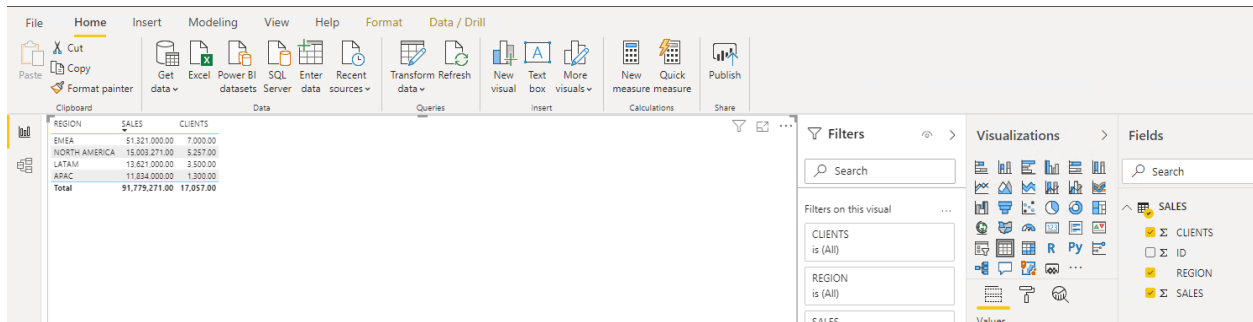 File Home Insert Modeling View Help Format Data / Drill
Paste
Cut
Copy
Format painter
Clipboard
Get data
Excel
Power BI datasets
SQL Server
Enter data
Recent sources
Data
Transform data
Refresh
Queries
New visual
Text box
More visuals
Insert
New measure
Quick measure
Calculations
Publish
Share
REGION SALES CLIENTS
EMEA 51,321,000.00 7,000.00
NORTH AMERICA 15,003,271.00 5,257.00
LATAM 13,621,000.00 3,500.00
APAC 11,834,000.00 1,300.00
Total 91,779,271.00 17,057.00
Filters
Search
Filters on this visual ...
CLIENTS
is (All)
REGION
is (All)
SALES
Visualizations
R Py
123
...
Values
Fields
Search
SALES
Σ CLIENTS
Σ ID
REGION
Σ SALES